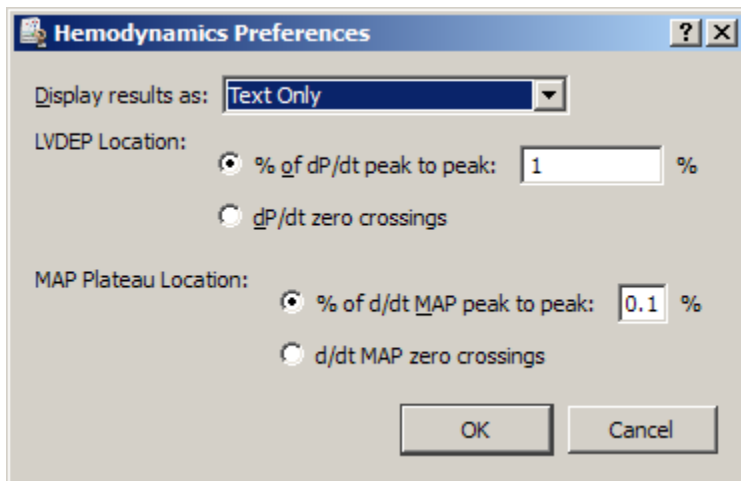 Hemodynamics Preferences
Display results as: Text Only
LVDEP Location:
% of dP/dt peak to peak: 1 %
dP/dt zero crossings
MAP Plateau Location:
% of d/dt MAP peak to peak: 0.1 %
d/dt MAP zero crossings
OK Cancel